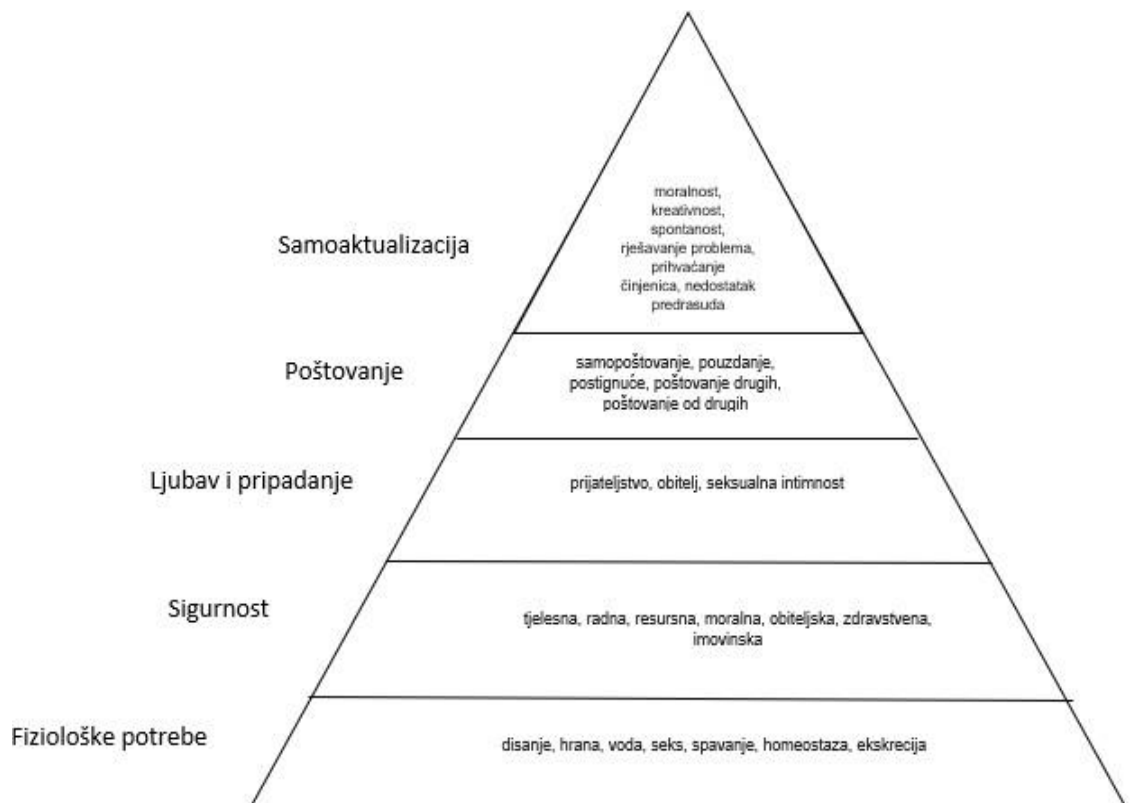 moralnost,
kreativnost,
spontanost,
rješavanje problema,
prihvaćanje
činjenica, nedostatak
predrasuda
Samoaktualizacija
samopoštovanje, pouzdanje,
postignuće, poštovanje drugih,
poštovanje od drugih
Poštovanje
Ljubav i pripadanje
prijateljstvo, obitelj, seksualna intimnost
Sigurnost
tjelesna, radna, resursna, moralna, obiteljska, zdravstvena,
imovinska
Fiziološke potrebe
disanje, hrana, voda, seks, spavanje, homeostaza, ekskrecija